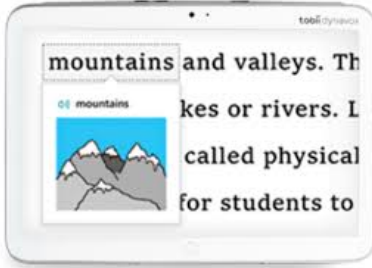 tobii dynavox
mountains and valleys. Th
mountains
kes or rivers. L
called physical
for students to